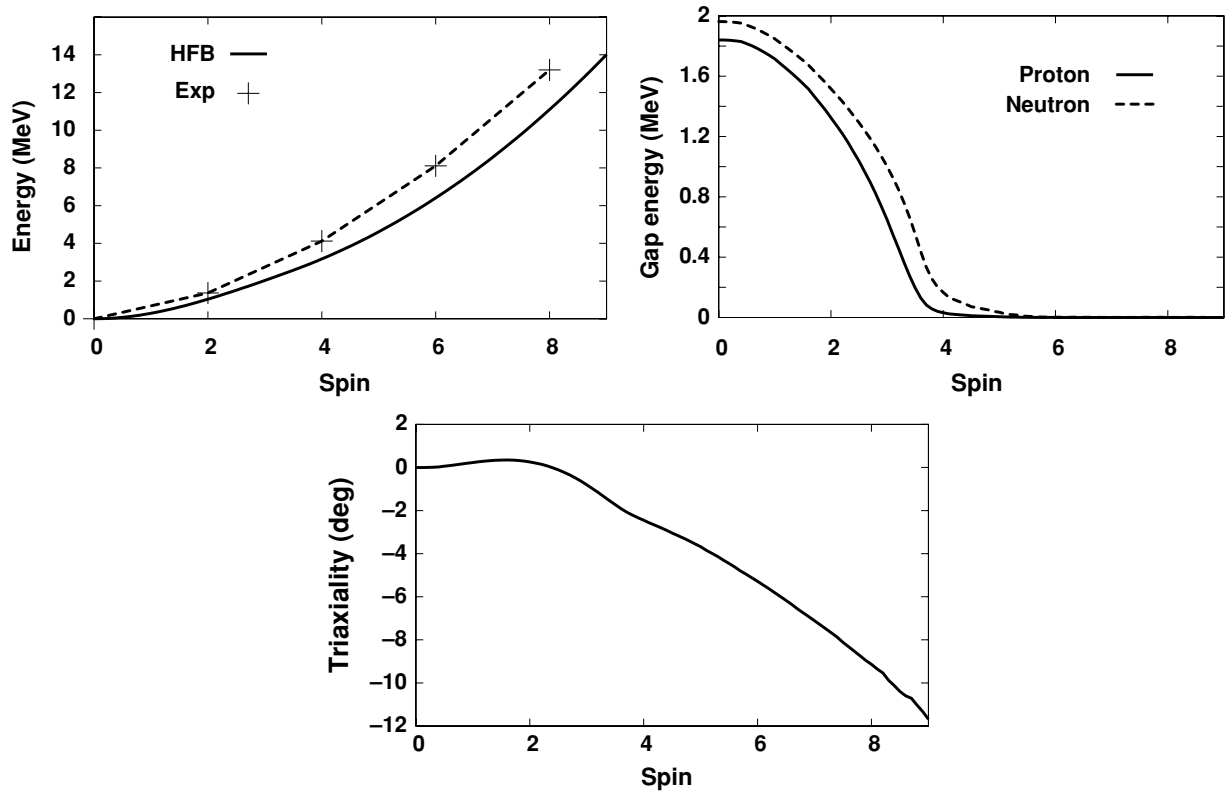 14
12
10
8
6
4
2
0
Energy (MeV)
HFB
Exp
0 2 4 6 8
Spin
2
1.6
1.2
0.8
0.4
0
Gap energy (MeV)
Proton
Neutron
0 2 4 6 8
Spin
2
0
−2
−4
−6
−8
−10
−12
Triaxiality (deg)
0 2 4 6 8
Spin